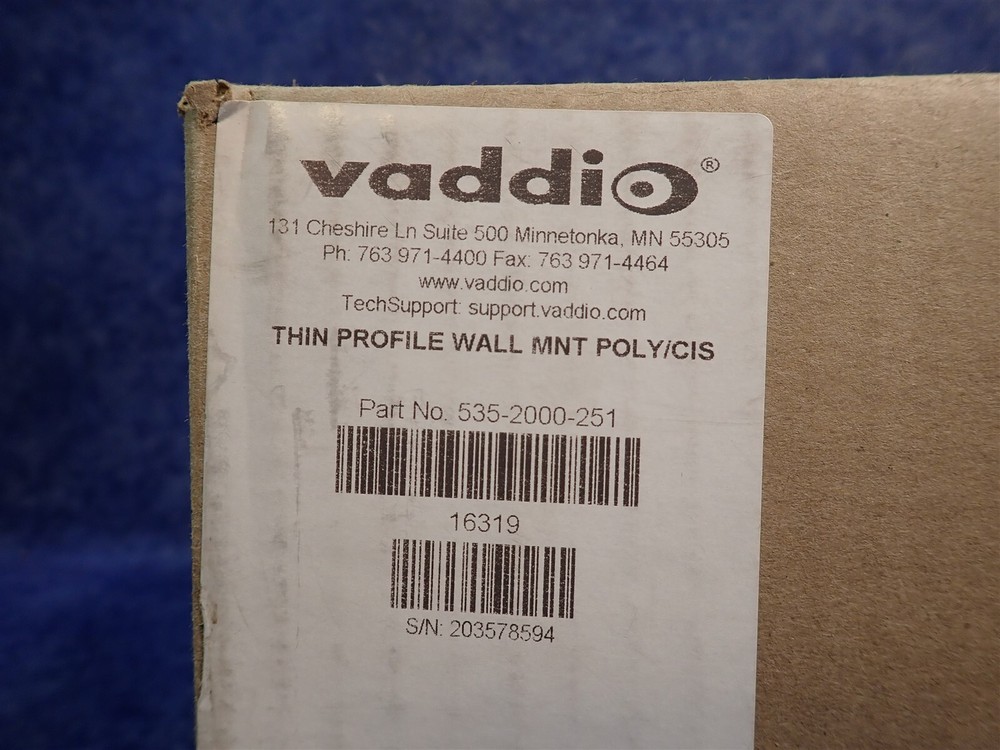 vaddio®
131 Cheshire Ln Suite 500 Minnetonka, MN 55305
Ph: 763 971-4400 Fax: 763 971-4464
www.vaddio.com
TechSupport: support.vaddio.com
THIN PROFILE WALL MNT POLY/CIS
Part No. 535-2000-251
16319
S/N: 203578594